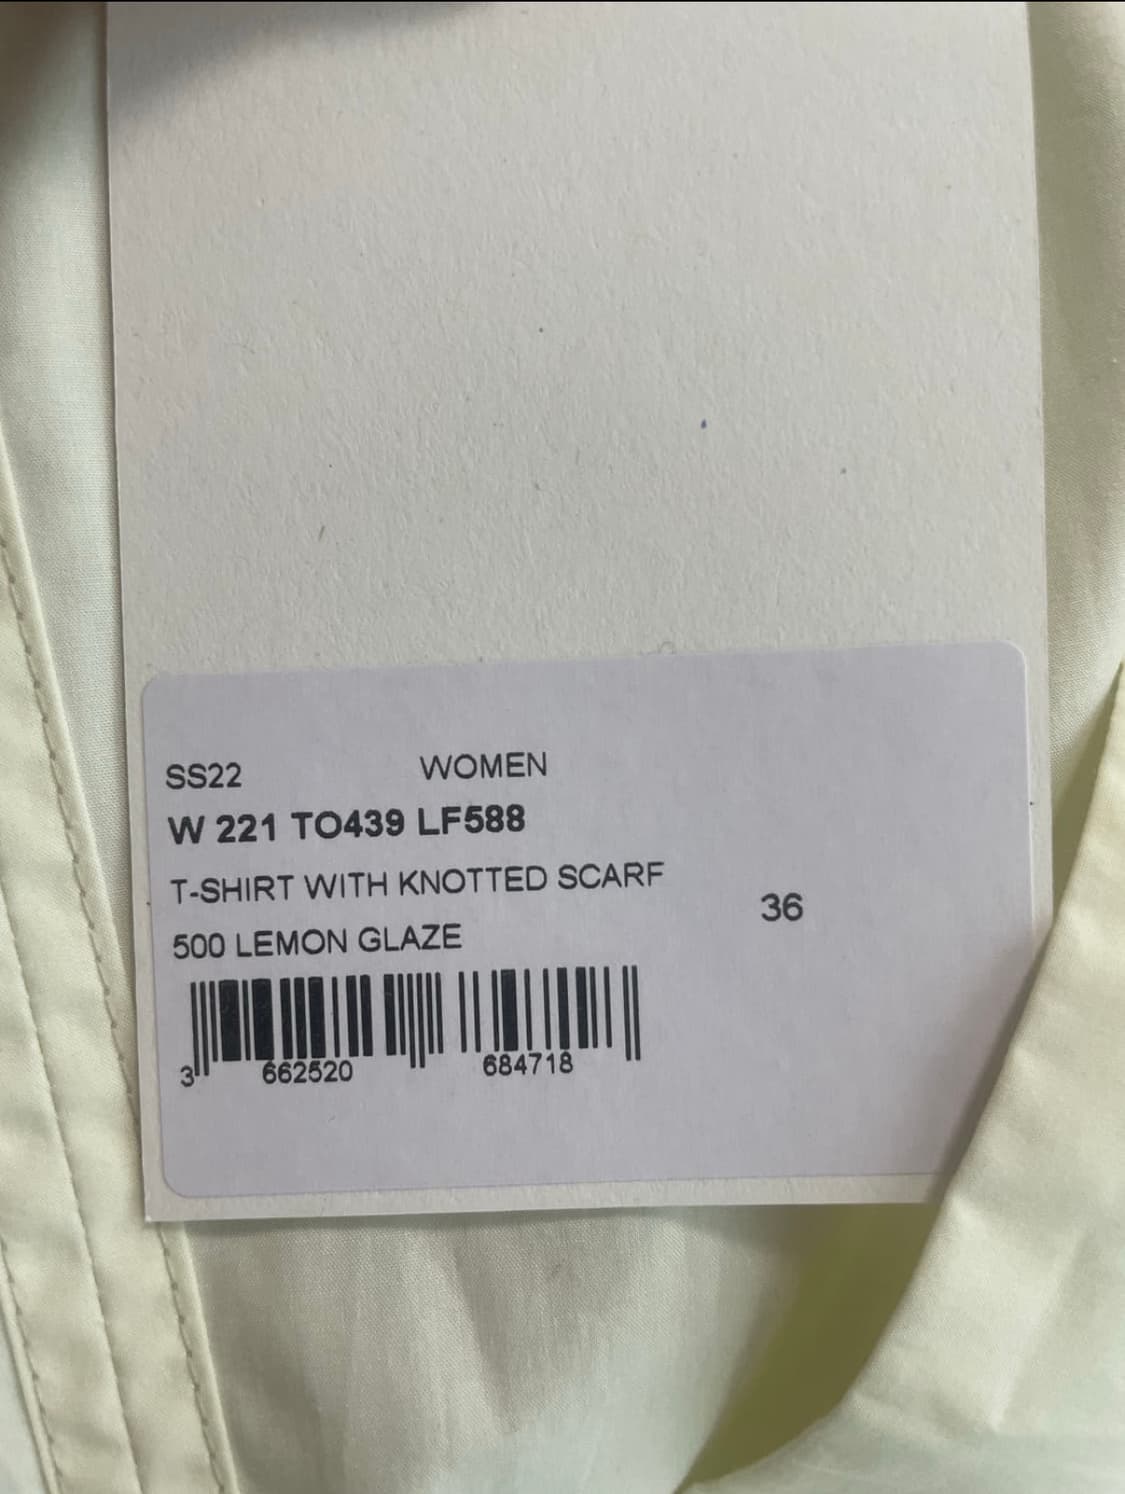 SS22 WOMEN
W 221 TO439 LF588
T-SHIRT WITH KNOTTED SCARF
36
500 LEMON GLAZE
3 662520 684718